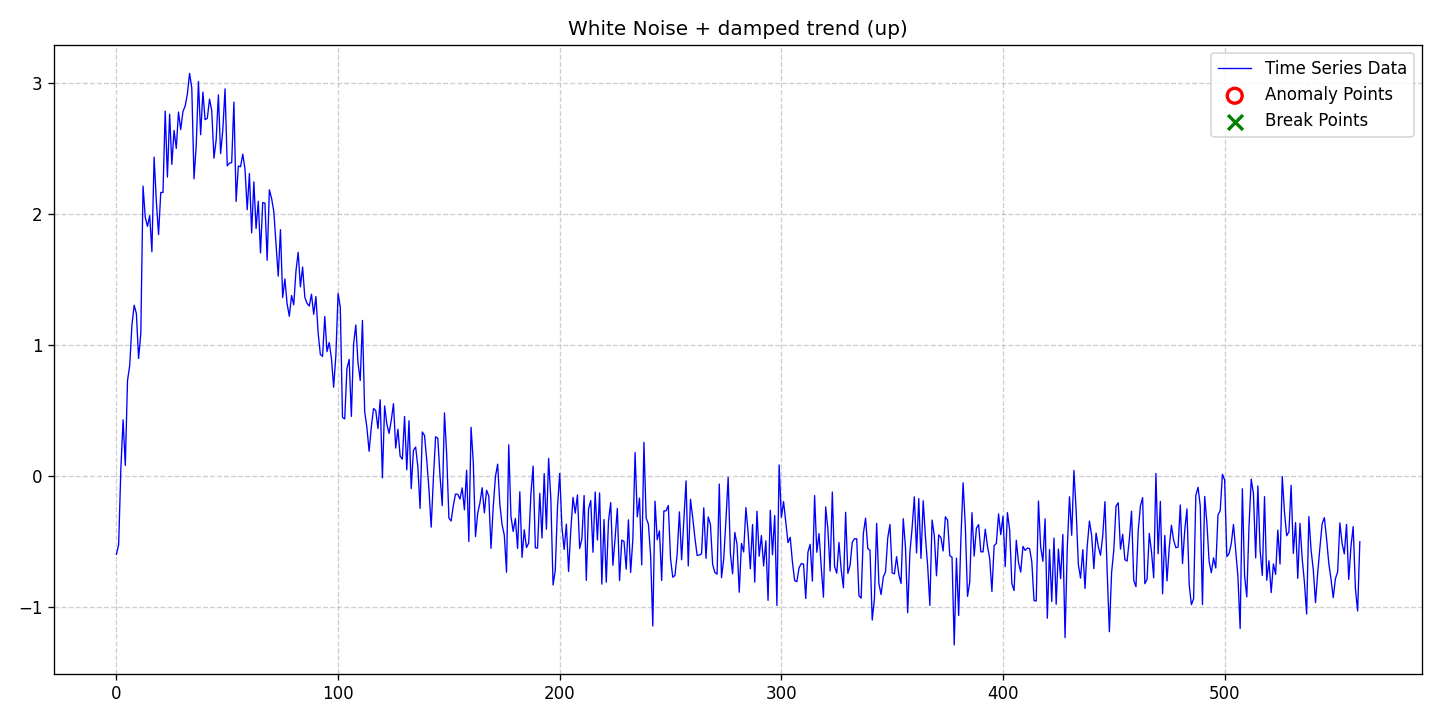 White Noise + damped trend (up)
Time Series Data
Anomaly Points
Break Points
3
2
1
0
−1
0 100 200 300 400 500